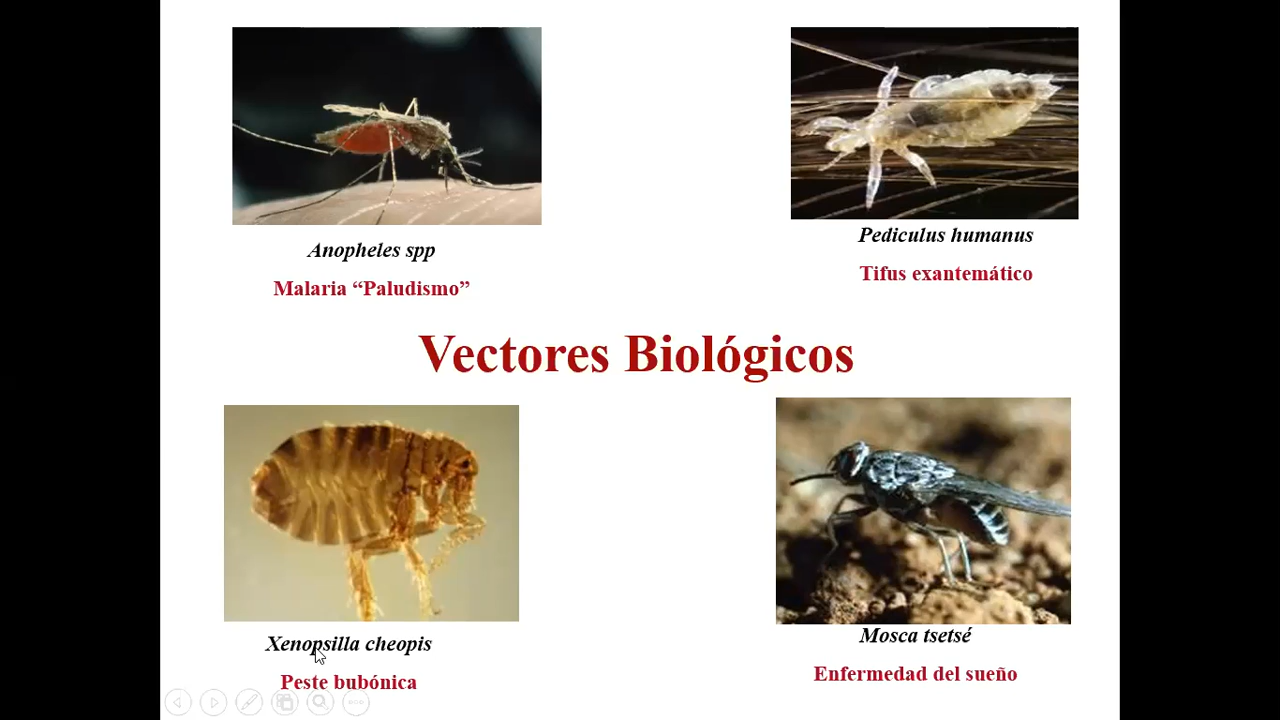 Anopheles spp
Malaria “Paludismo”
Pediculus humanus
Tifus exantemático
Vectores Biológicos
Xenopsilla cheopis
Peste bubónica
Mosca tsetsé
Enfermedad del sueño